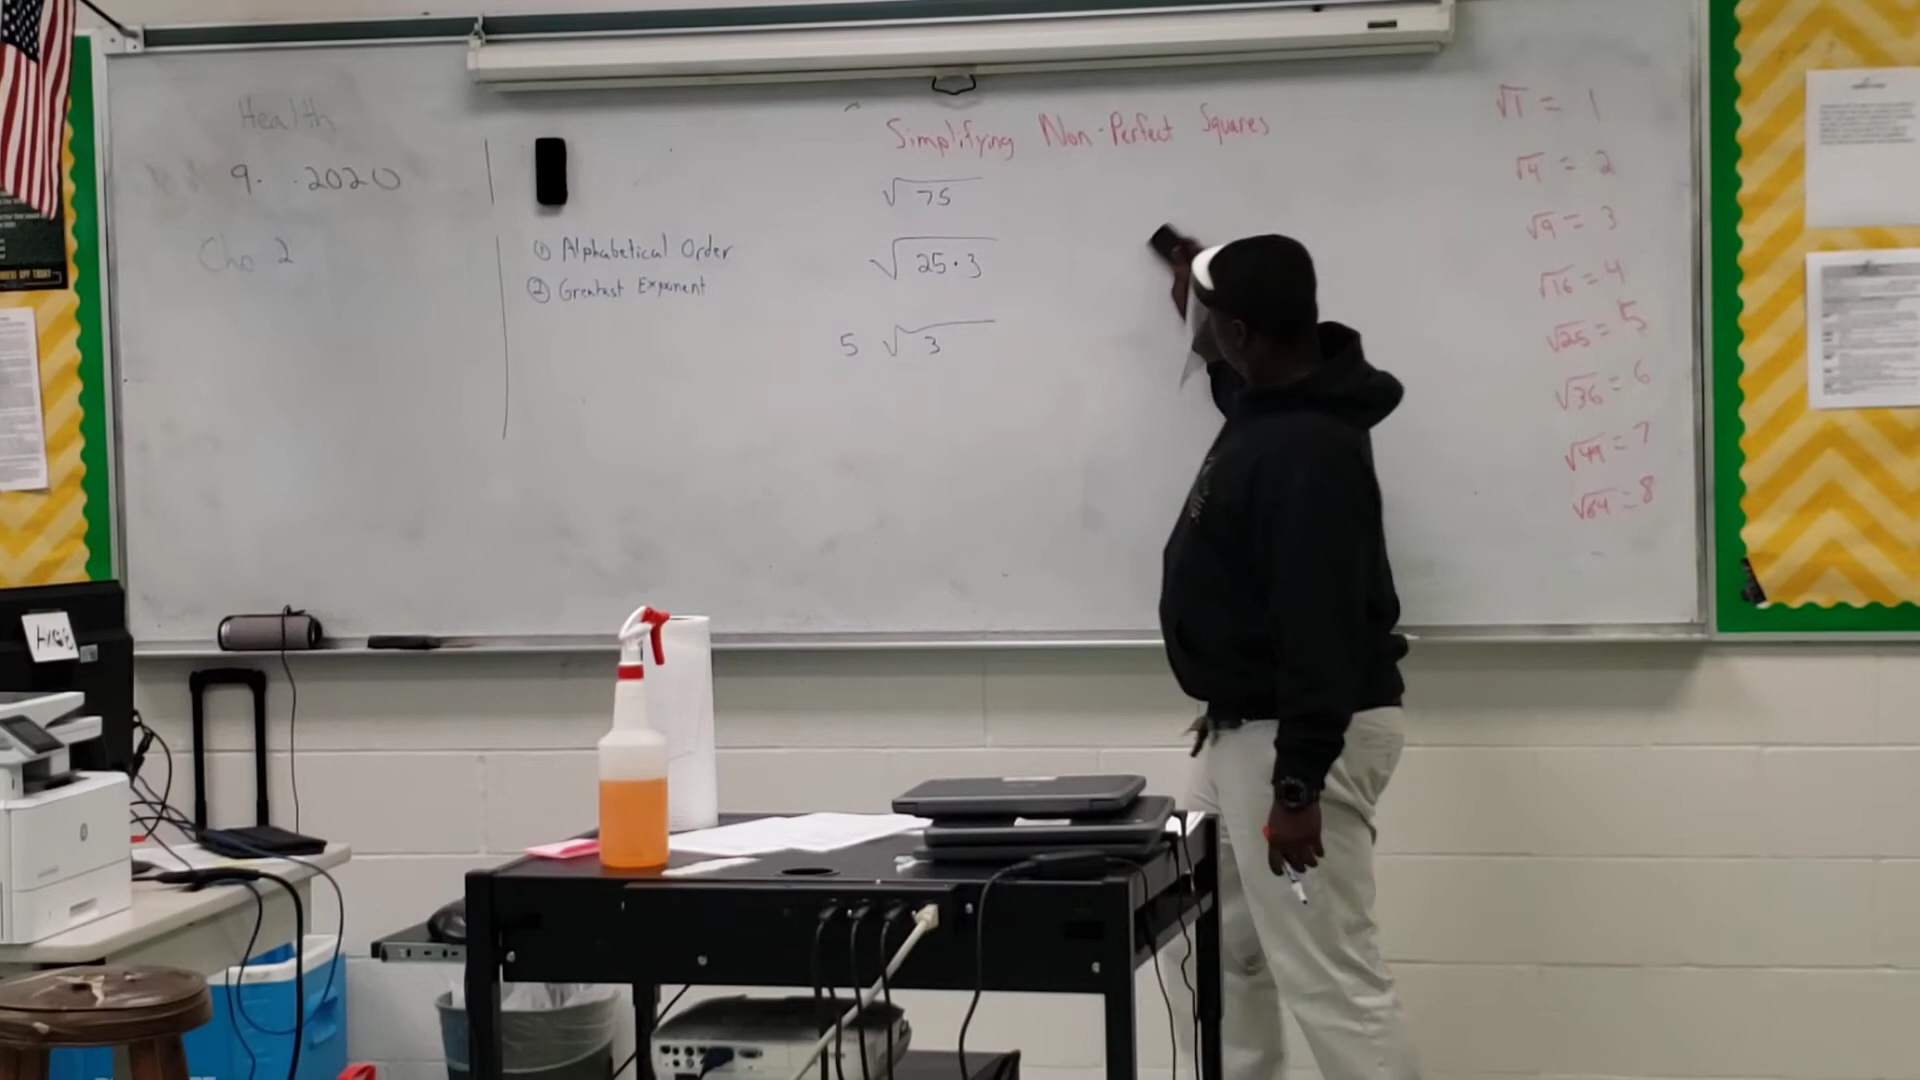 Health
9. .2020
2
① Alphabetical Order
② Greatest Exponent
Simplifying Non-Perfect Squares
√75
√25·3
5 √3
√1 = 1
√4 = 2
√9 = 3
√16 = 4
√25 = 5
√36 = 6
√49 = 7
√64 = 8